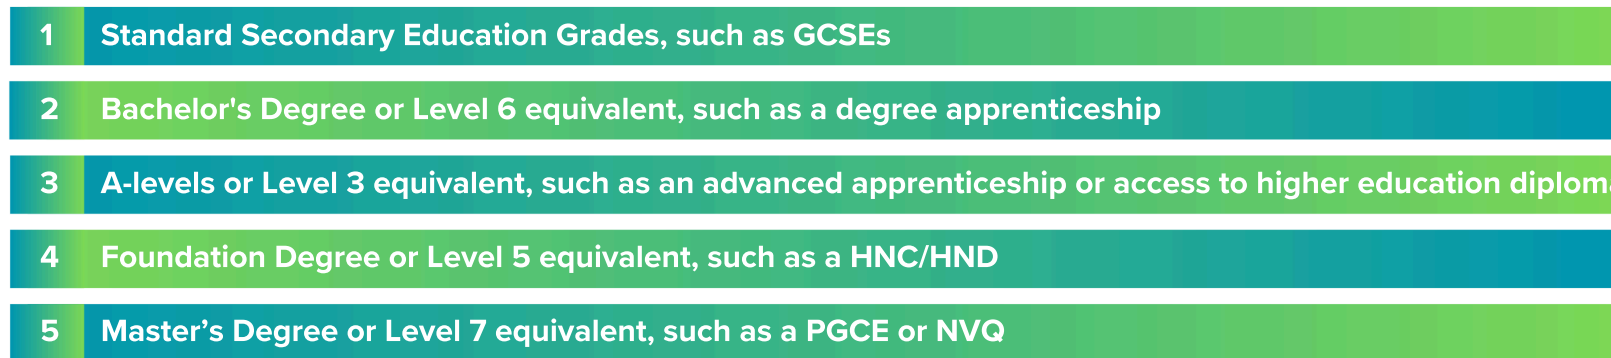 1 Standard Secondary Education Grades, such as GCSEs
2 Bachelor's Degree or Level 6 equivalent, such as a degree apprenticeship
3 A-levels or Level 3 equivalent, such as an advanced apprenticeship or access to higher education diplom
4 Foundation Degree or Level 5 equivalent, such as a HNC/HND
5 Master’s Degree or Level 7 equivalent, such as a PGCE or NVQ